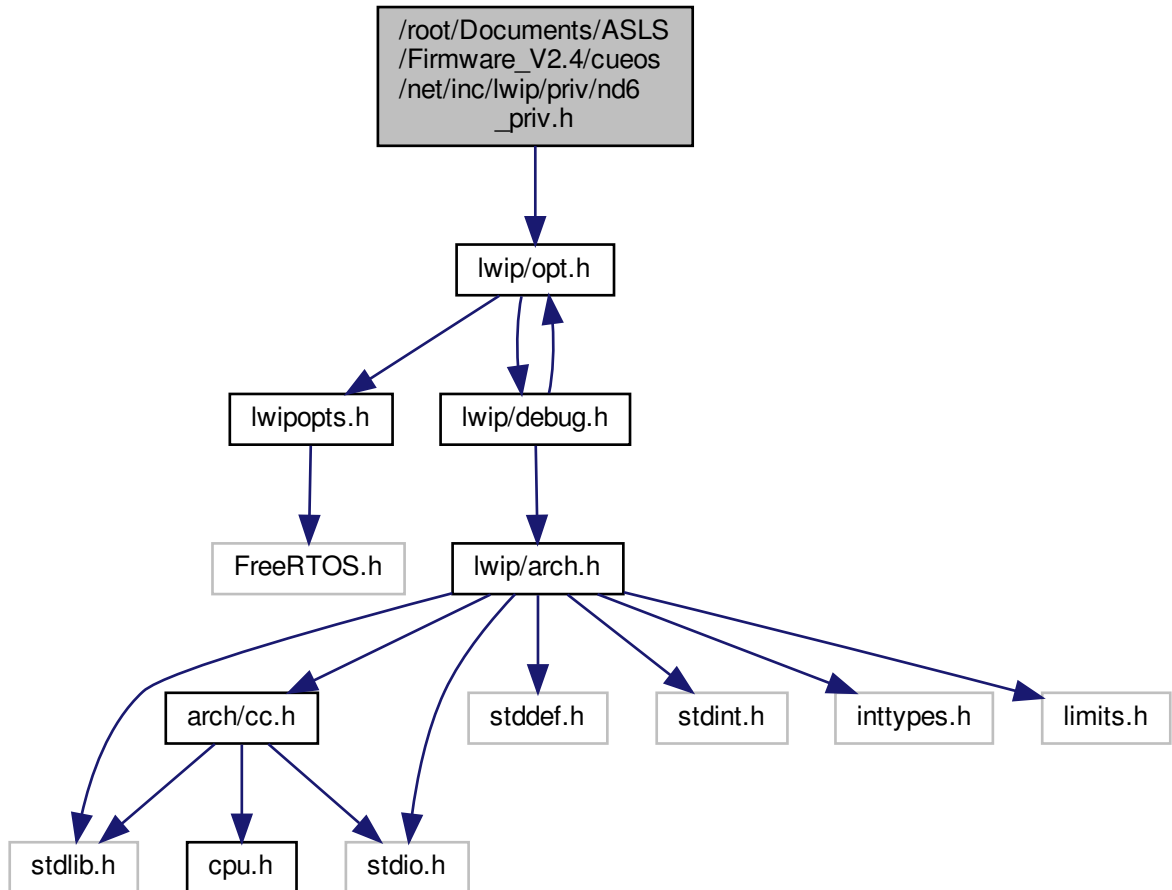 /root/Documents/ASLS
/Firmware_V2.4/cueos
/net/inc/lwip/priv/nd6
_priv.h
lwip/opt.h
lwipopts.h
lwip/debug.h
FreeRTOS.h
lwip/arch.h
arch/cc.h
stddef.h
stdint.h
inttypes.h
limits.h
stdlib.h
cpu.h
stdio.h